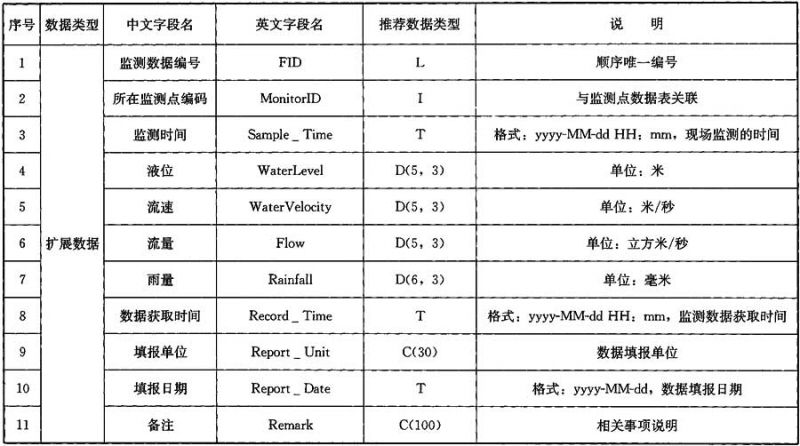 序号 数据类型 中文字段名 英文字段名 推荐数据类型 说 明
1 监测数据编号 FID L 顺序唯一编号
2 所在监测点编码 MonitorID I 与监测点数据表关联
3 监测时间 Sample_Time T 格式：yyyy-MM-dd HH：mm，现场监测的时间
4 液位 WaterLevel D(5，3) 单位：米
5 流速 WaterVelocity D(5，3) 单位：米/秒
6 扩展数据 流量 Flow D(5，3) 单位：立方米/秒
7 雨量 Rainfall D(6，3) 单位：毫米
8 数据获取时间 Record_Time T 格式：yyyy-MM-dd HH：mm，监测数据获取时间
9 填报单位 Report_Unit C(30) 数据填报单位
10 填报日期 Report_Date T 格式：yyyy-MM-dd，数据填报日期
11 备注 Remark C(100) 相关事项说明